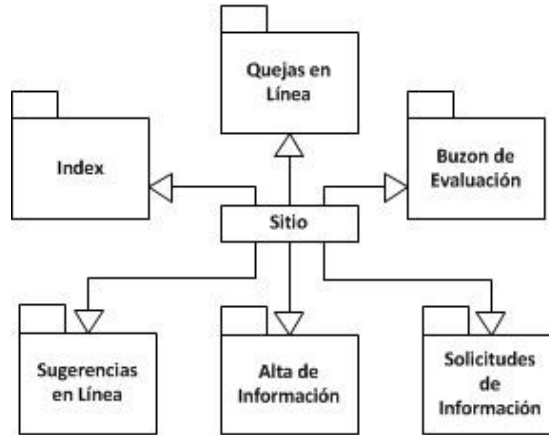 Quejas en
Línea
Index
Buzon de
Evaluación
Sitio
Sugerencias
en Línea
Alta de
Información
Solicitudes
de
Información